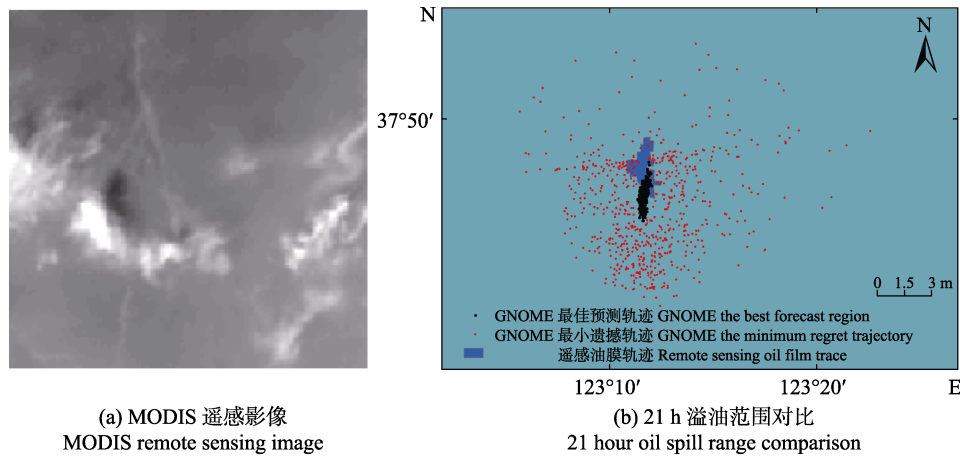 N
N
37°50′
0 1.5 3 m
GNOME 最佳预测轨迹 GNOME the best forecast region
GNOME 最小遗撼轨迹 GNOME the minimum regret trajectory
遥感油膜轨迹 Remote sensing oil film trace
123°10′ 123°20′ E
(a) MODIS 遥感影像
MODIS remote sensing image
(b) 21 h 溢油范围对比
21 hour oil spill range comparison